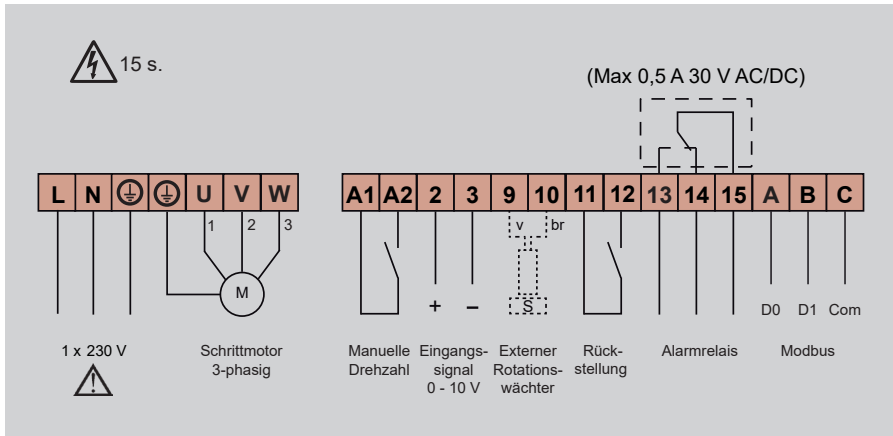 15 s.
(Max 0,5 A 30 V AC/DC)
L N U V W
A1 A2 2 3 9 10 11 12 13 14 15 A B C
1 2 3
v br
M
+ –
S
D0 D1 Com
1 x 230 V
Schrittmotor
3-phasig
Manuelle
Drehzahl
Eingangs-
signal
0 - 10 V
Externer
Rotations-
wächter
Rück-
stellung
Alarmrelais
Modbus